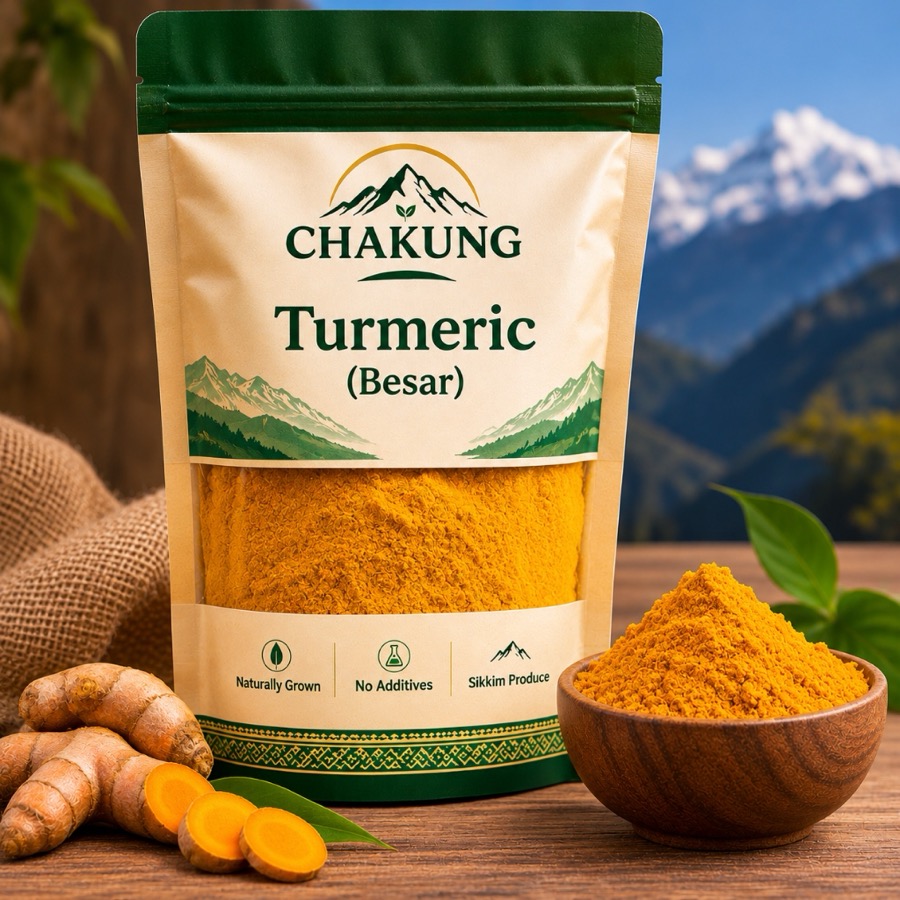 CHAKUNG
Turmeric
(Besar)
Naturally Grown
No Additives
Sikkim Produce